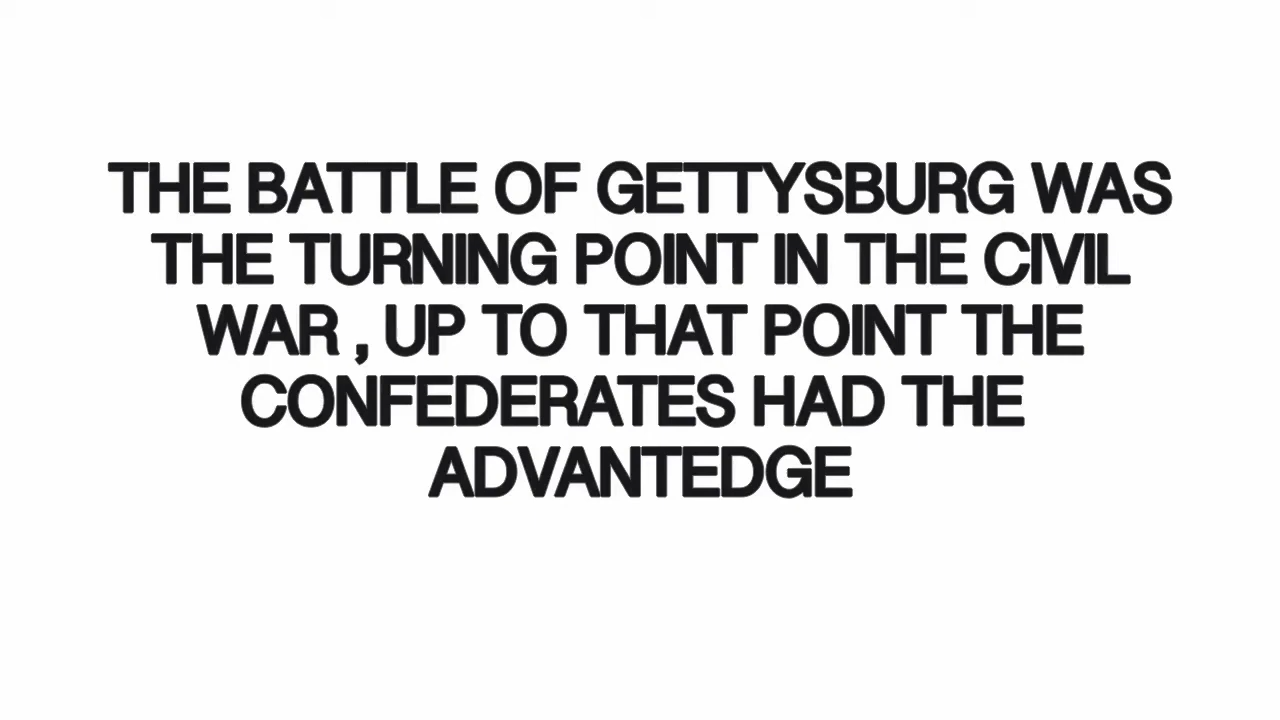 THE BATTLE OF GETTYSBURG WAS
THE TURNING POINT IN THE CIVIL
WAR , UP TO THAT POINT THE
CONFEDERATES HAD THE
ADVANTEDGE